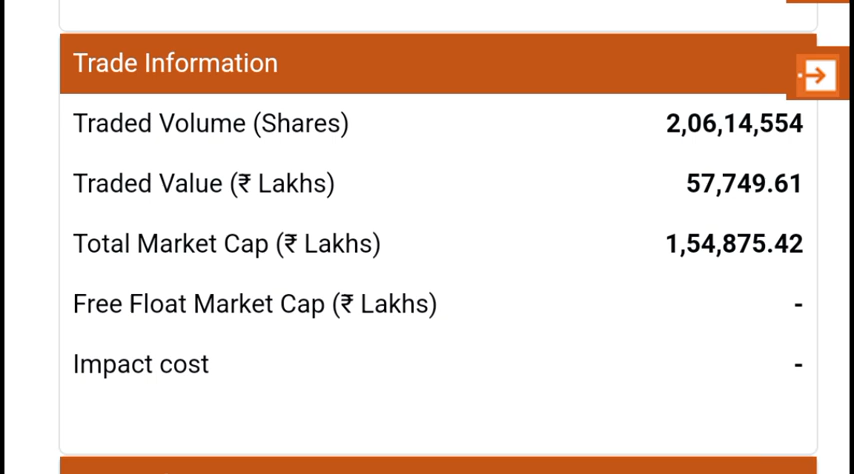 Trade Information
Traded Volume (Shares) 2,06,14,554
Traded Value (₹ Lakhs) 57,749.61
Total Market Cap (₹ Lakhs) 1,54,875.42
Free Float Market Cap (₹ Lakhs) -
Impact cost -